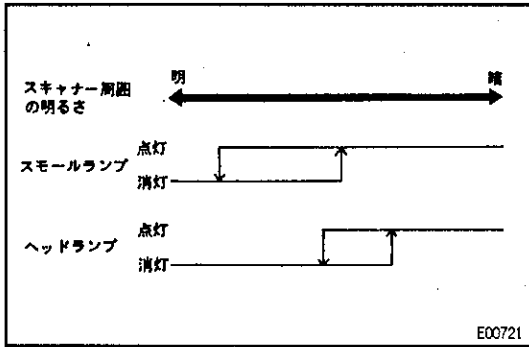 スキャナー周囲
の明るさ
明
暗
スモールランプ
点灯
消灯
ヘッドランプ
点灯
消灯
E00721